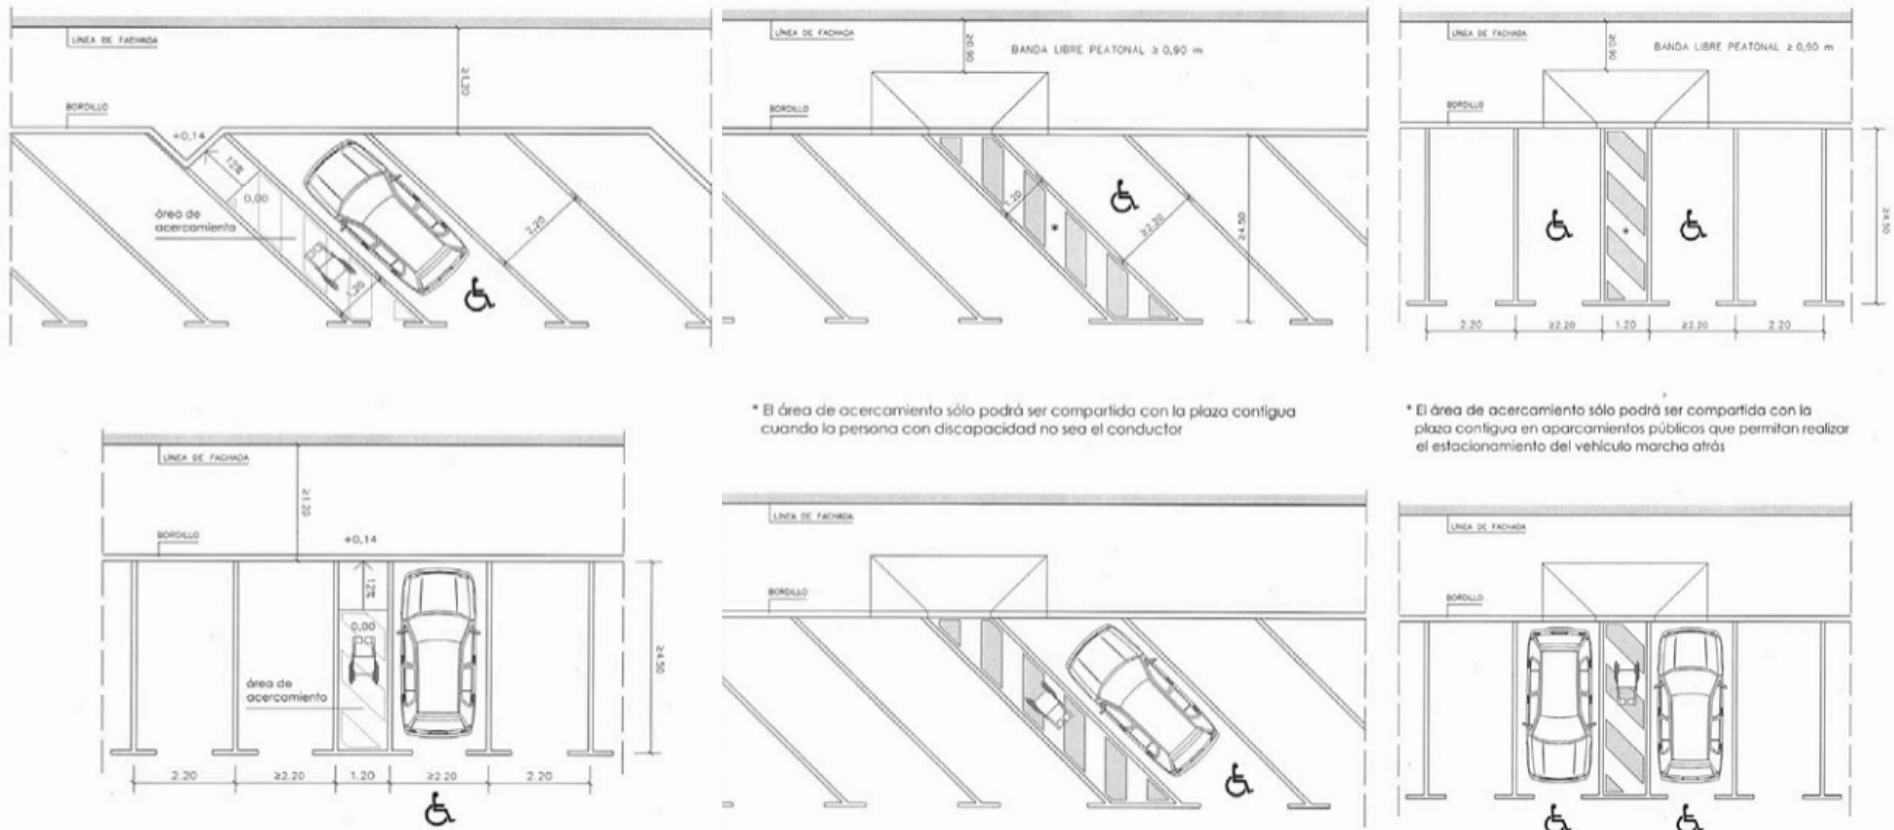 LÍNEA DE FACHADA
≥1,20
BORDILLO
+0,14
12%
0,00
área de
acercamiento
1,20
2,20
LÍNEA DE FACHADA
≥0,90
BANDA LIBRE PEATONAL ≥ 0,90 m
BORDILLO
1,20
*
≥2,20
≥4,50
LÍNEA DE FACHADA
≥0,90
BANDA LIBRE PEATONAL ≥ 0,90 m
BORDILLO
*
≥4,50
2.20
≥2.20
1.20
≥2.20
2.20
* El área de acercamiento sólo podrá ser compartida con la plaza contigua
cuando la persona con discapacidad no sea el conductor
* El área de acercamiento sólo podrá ser compartida con la
plaza contigua en aparcamientos públicos que permitan realizar
el estacionamiento del vehículo marcha atrás
LÍNEA DE FACHADA
≥1,20
BORDILLO
+0,14
12%
0,00
área de
acercamiento
≥4,50
2.20
≥2.20
1.20
≥2.20
2.20
LÍNEA DE FACHADA
BORDILLO
LÍNEA DE FACHADA
BORDILLO